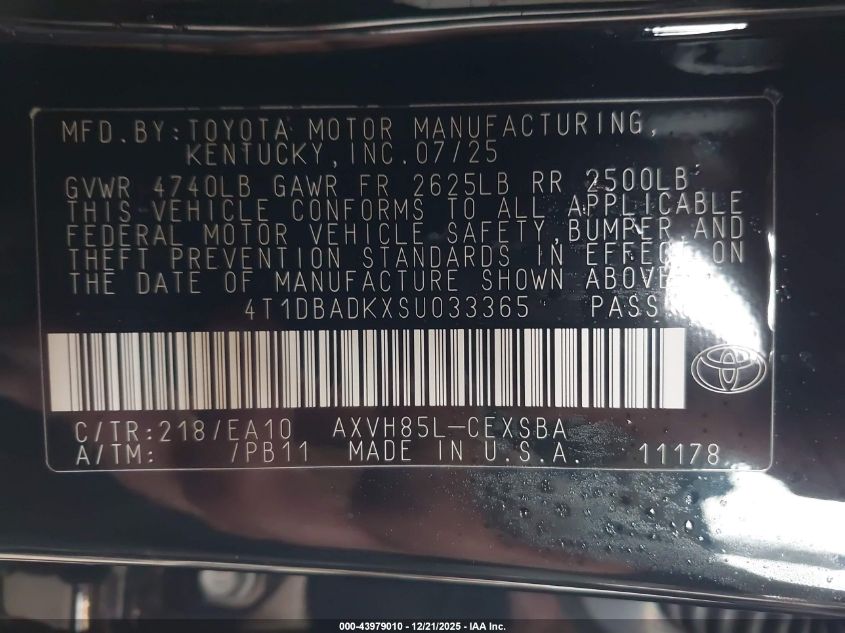 MFD.BY:TOYOTA MOTOR MANUFACTURING,
KENTUCKY,INC.07/25
GVWR 4740LB GAWR FR 2625LB RR 2500LB
THIS VEHICLE CONFORMS TO ALL APPLICABLE
FEDERAL MOTOR VEHICLE SAFETY,BUMPER AND
THEFT PREVENTION STANDARDS IN EFFECT ON
THE DATE OF MANUFACTURE SHOWN ABOVE.
4T1DBADKXSU033365 PASS
C/TR:218/EA10 AXVH85L-CEXSBA
A/TM: /PB11 MADE IN U.S.A. 11178
000-43979010 - 12/21/2025 - IAA Inc.